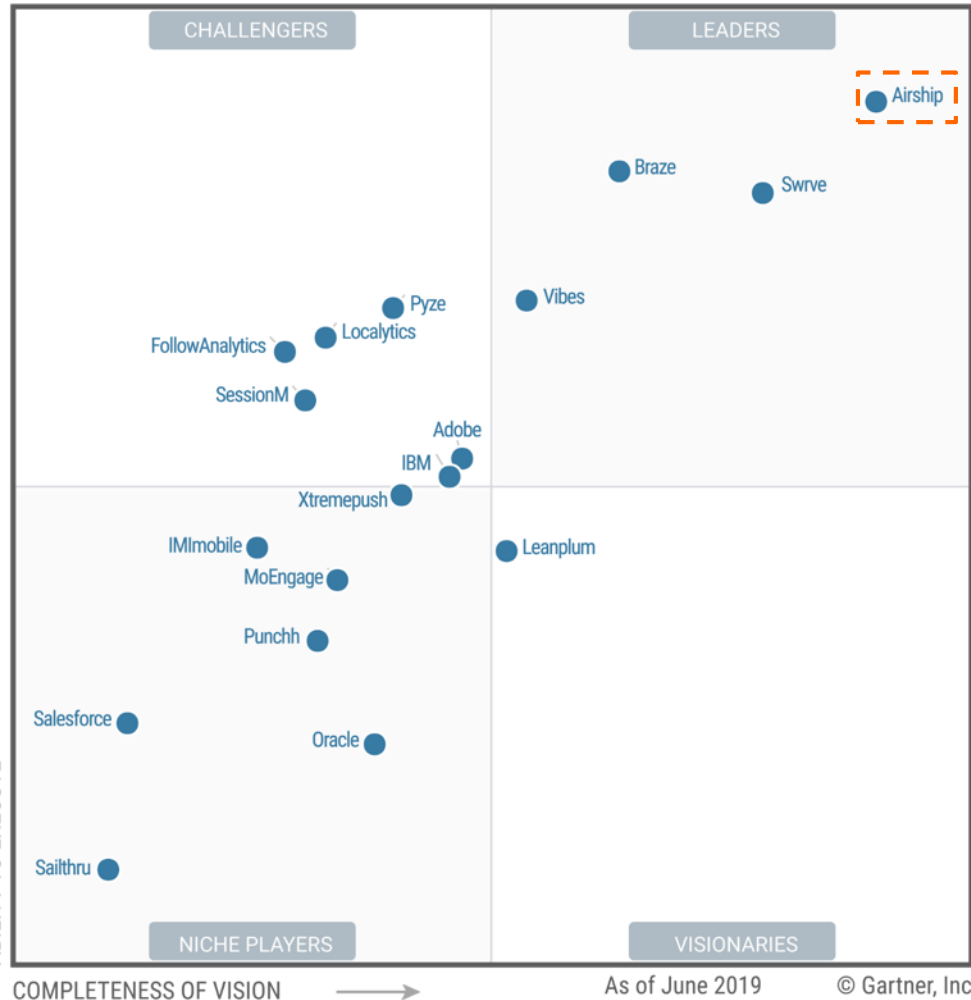 CHALLENGERS
LEADERS
Airship
Braze
Swrve
Vibes
Pyze
Localytics
FollowAnalytics
SessionM
Adobe
IBM
Xtremepush
IMImobile
MoEngage
Leanplum
Punchh
Salesforce
Oracle
Sailthru
NICHE PLAYERS
VISIONARIES
COMPLETENESS OF VISION
As of June 2019
© Gartner, Inc